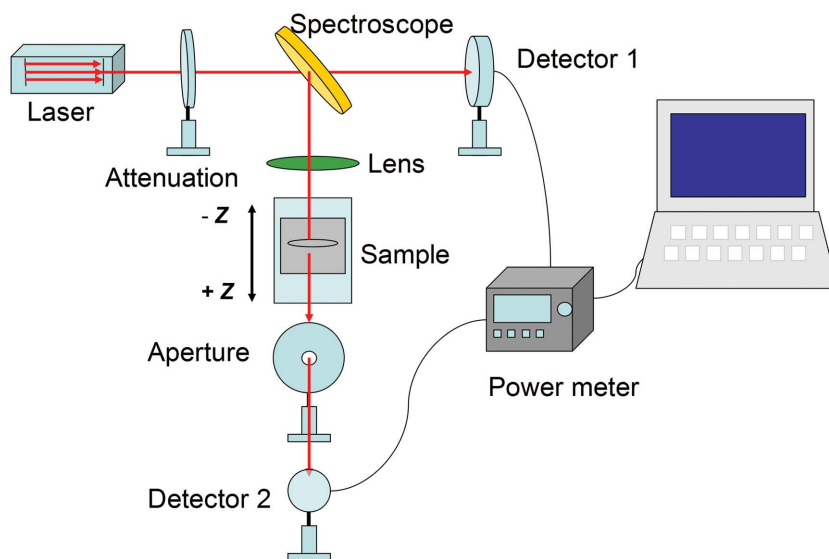 Spectroscope
Detector 1
Laser
Attenuation
Lens
- Z
Sample
+ Z
Aperture
Power meter
Detector 2